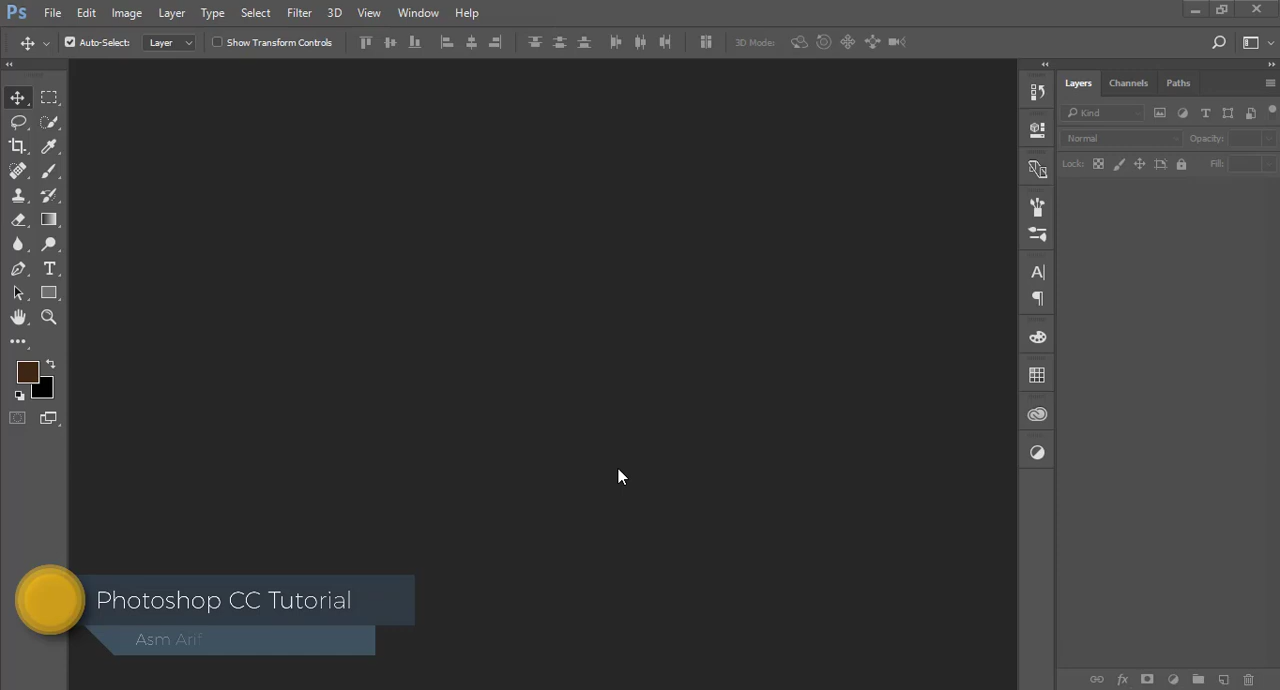 Ps File Edit Image Layer Type Select Filter 3D View Window Help
Auto-Select: Layer Show Transform Controls 3D Mode:
Layers Channels Paths
Kind
Normal Opacity:
Lock: Fill:
Photoshop CC Tutorial
Asm Arif